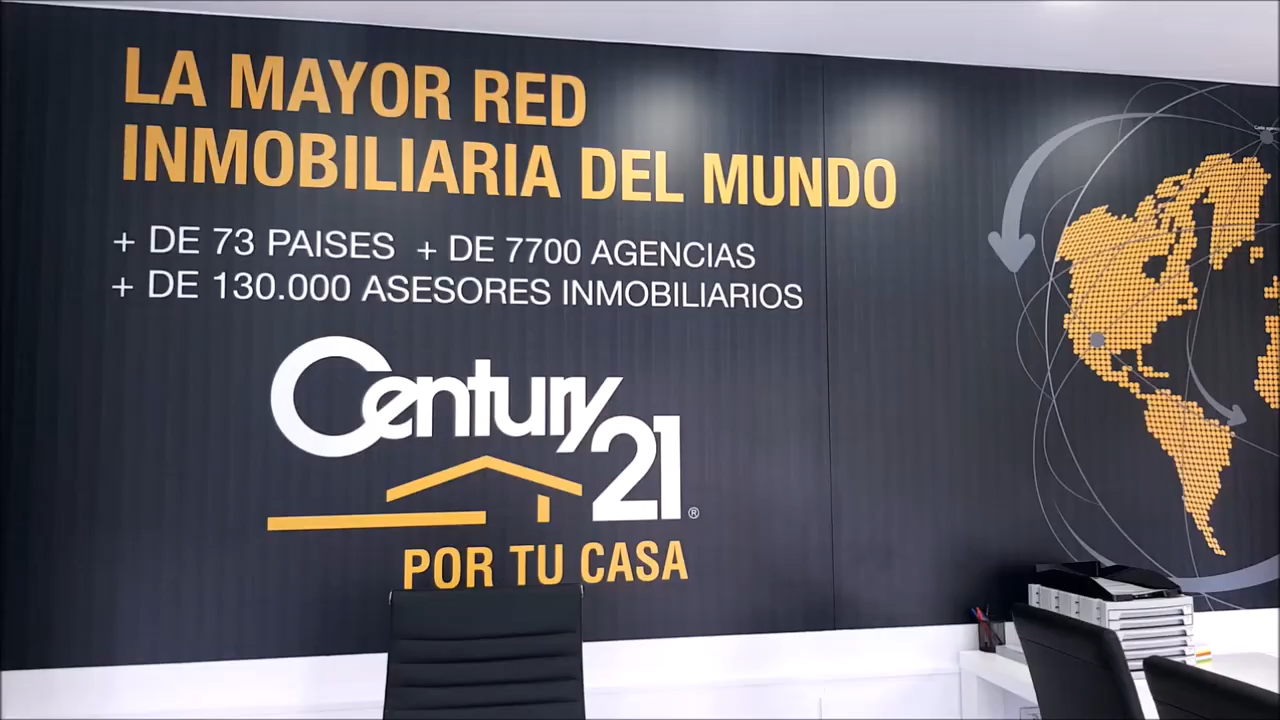 LA MAYOR RED
INMOBILIARIA DEL MUNDO
+ DE 73 PAISES + DE 7700 AGENCIAS
+ DE 130.000 ASESORES INMOBILIARIOS
Century
21®
POR TU CASA